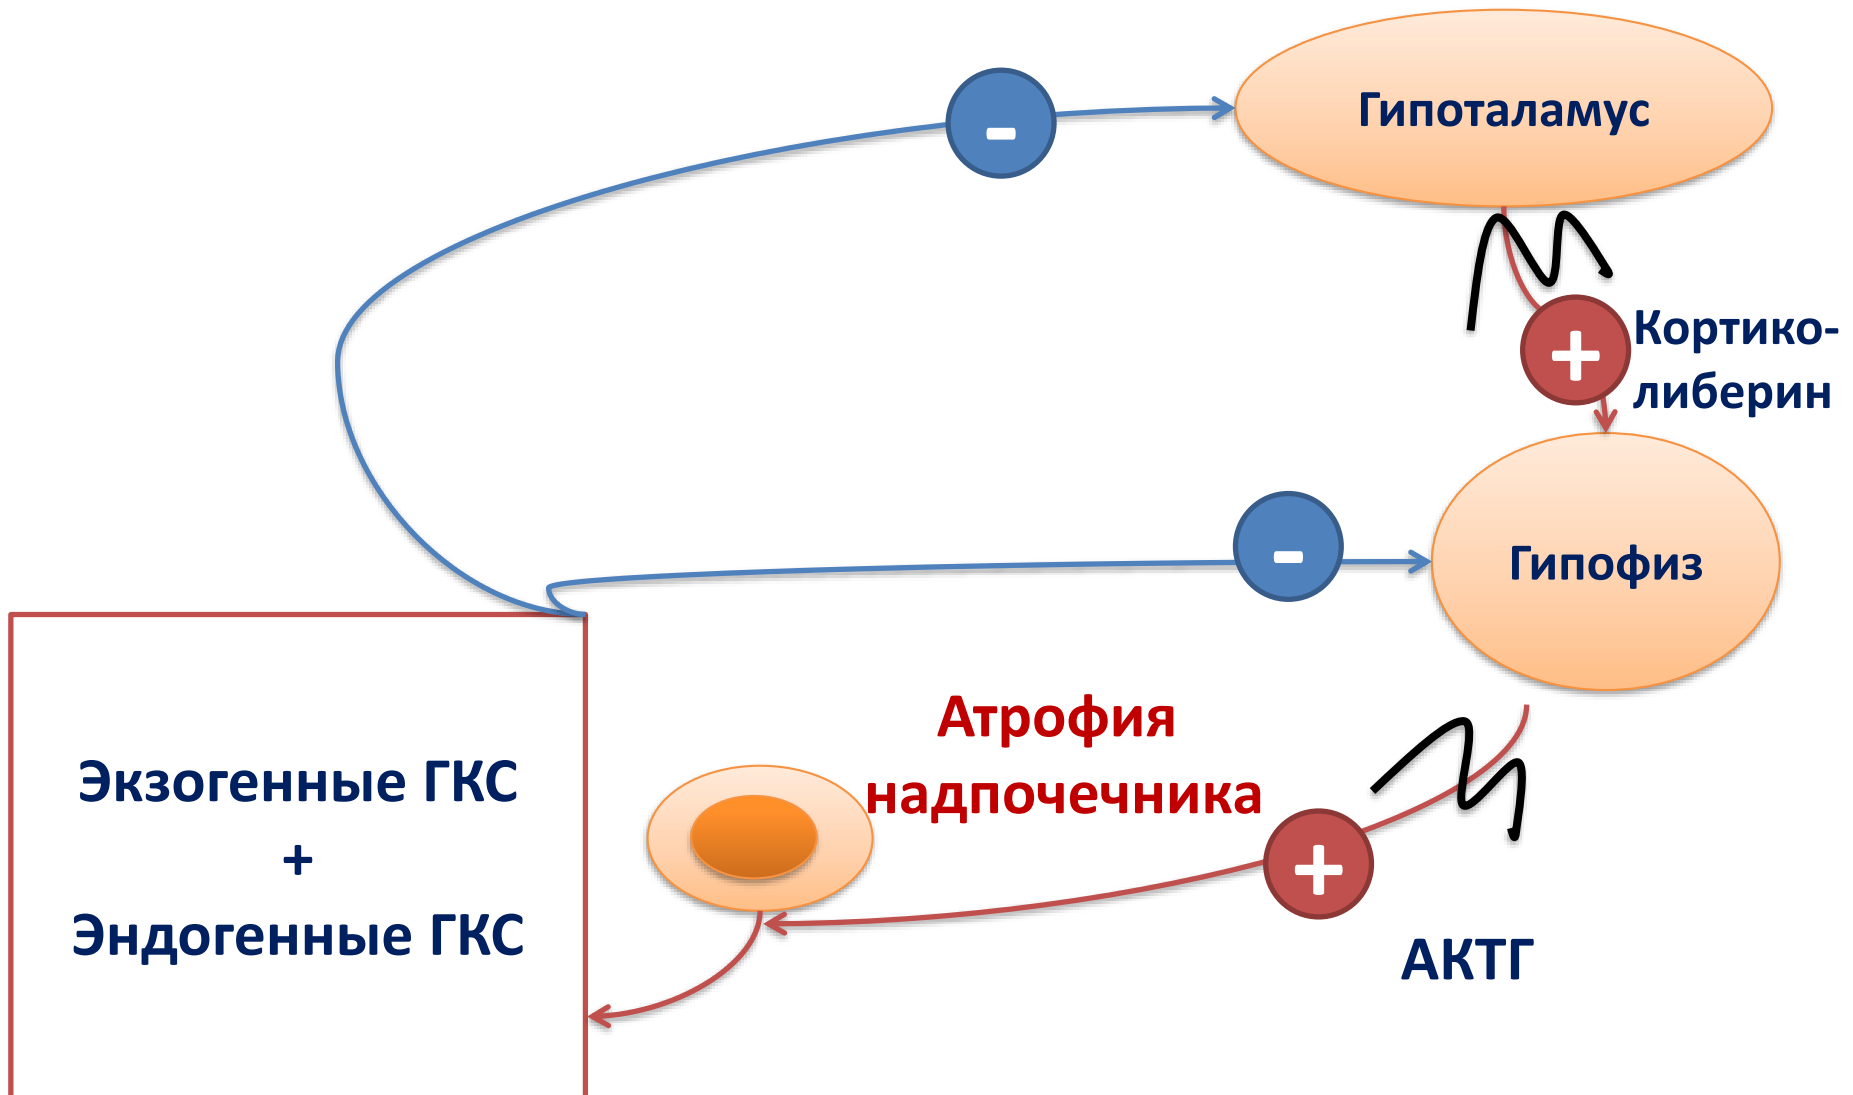 -
Гипоталамус
+
Кортико-
либерин
-
Гипофиз
Атрофия
надпочечника
Экзогенные ГКС
+
Эндогенные ГКС
+
АКТГ